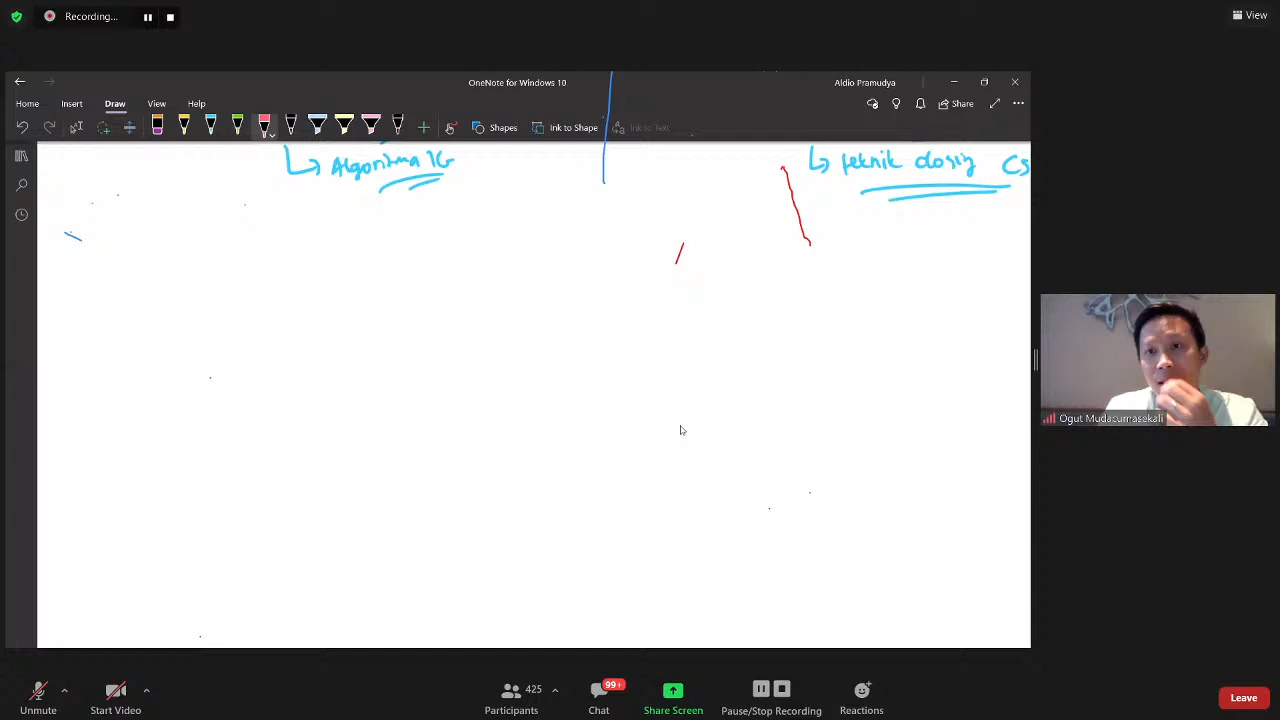 Recording...
View
OneNote for Windows 10
Aldio Pramudya
Home Insert Draw View Help
Share
Shapes
Ink to Shape
Ink to Text
Algoritma IG
teknik closing CS
Ogut Mudacumasekali
Unmute
Start Video
425
Participants
99+
Chat
Share Screen
Pause/Stop Recording
Reactions
Leave